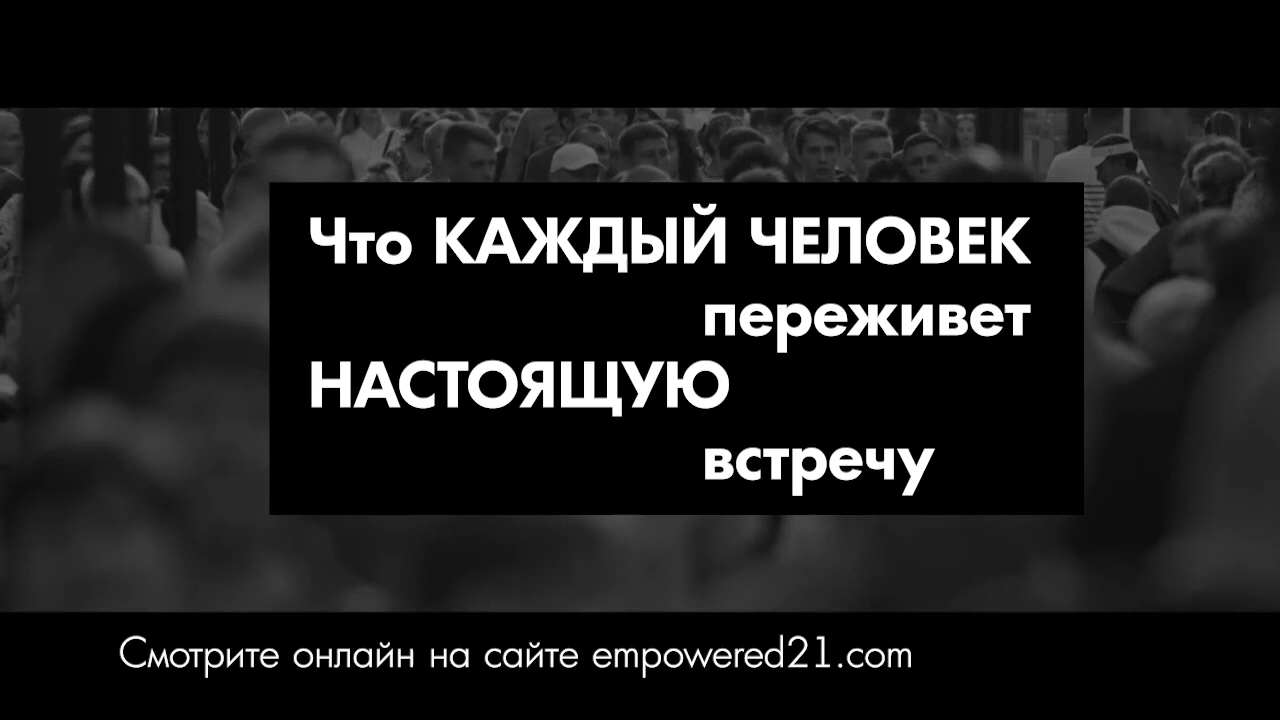 Что КАЖДЫЙ ЧЕЛОВЕК
переживет
НАСТОЯЩУЮ
встречу
Смотрите онлайн на сайте empowered21.com